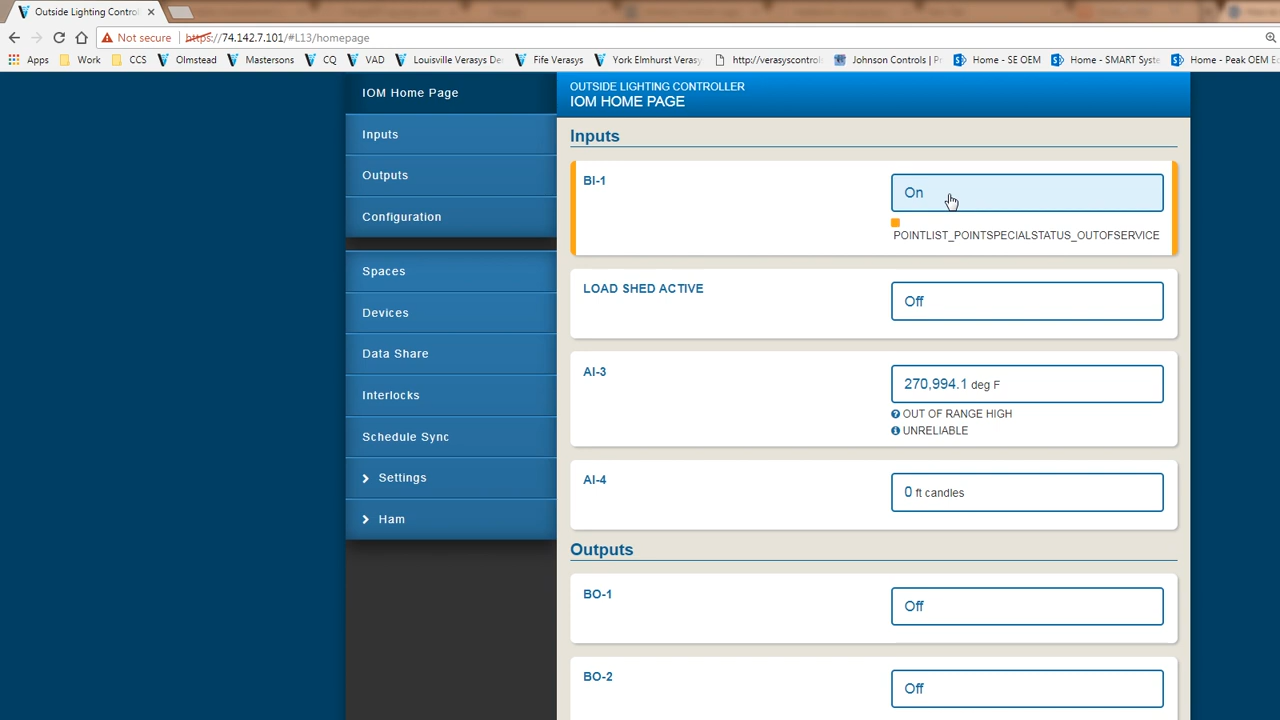 Outside Lighting Control
Not secure
https://74.142.7.101/#L13/homepage
Apps
Work
CCS
Olmstead
Mastersons
CQ
VAD
Louisville Verasys De
Fife Verasys
York Elmhurst Verasy
http://verasyscontrol
Johnson Controls | P
Home - SE OEM
Home - SMART Syste
Home - Peak OEM E
IOM Home Page
Inputs
Outputs
Configuration
Spaces
Devices
Data Share
Interlocks
Schedule Sync
Settings
Ham
OUTSIDE LIGHTING CONTROLLER
IOM HOME PAGE
Inputs
BI-1
On
POINTLIST_POINTSPECIALSTATUS_OUTOFSERVICE
LOAD SHED ACTIVE
Off
AI-3
270,994.1 deg F
OUT OF RANGE HIGH
UNRELIABLE
AI-4
0 ft candles
Outputs
BO-1
Off
BO-2
Off